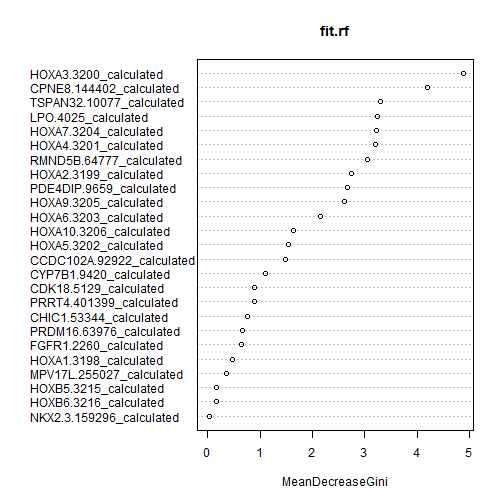 fit.rf
HOXA3.3200_calculated
CPNE8.144402_calculated
TSPAN32.10077_calculated
LPO.4025_calculated
HOXA7.3204_calculated
HOXA4.3201_calculated
RMND5B.64777_calculated
HOXA2.3199_calculated
PDE4DIP.9659_calculated
HOXA9.3205_calculated
HOXA6.3203_calculated
HOXA10.3206_calculated
HOXA5.3202_calculated
CCDC102A.92922_calculated
CYP7B1.9420_calculated
CDK18.5129_calculated
PRRT4.401399_calculated
CHIC1.53344_calculated
PRDM16.63976_calculated
FGFR1.2260_calculated
HOXA1.3198_calculated
MPV17L.255027_calculated
HOXB5.3215_calculated
HOXB6.3216_calculated
NKX2.3.159296_calculated
0 1 2 3 4 5
MeanDecreaseGini